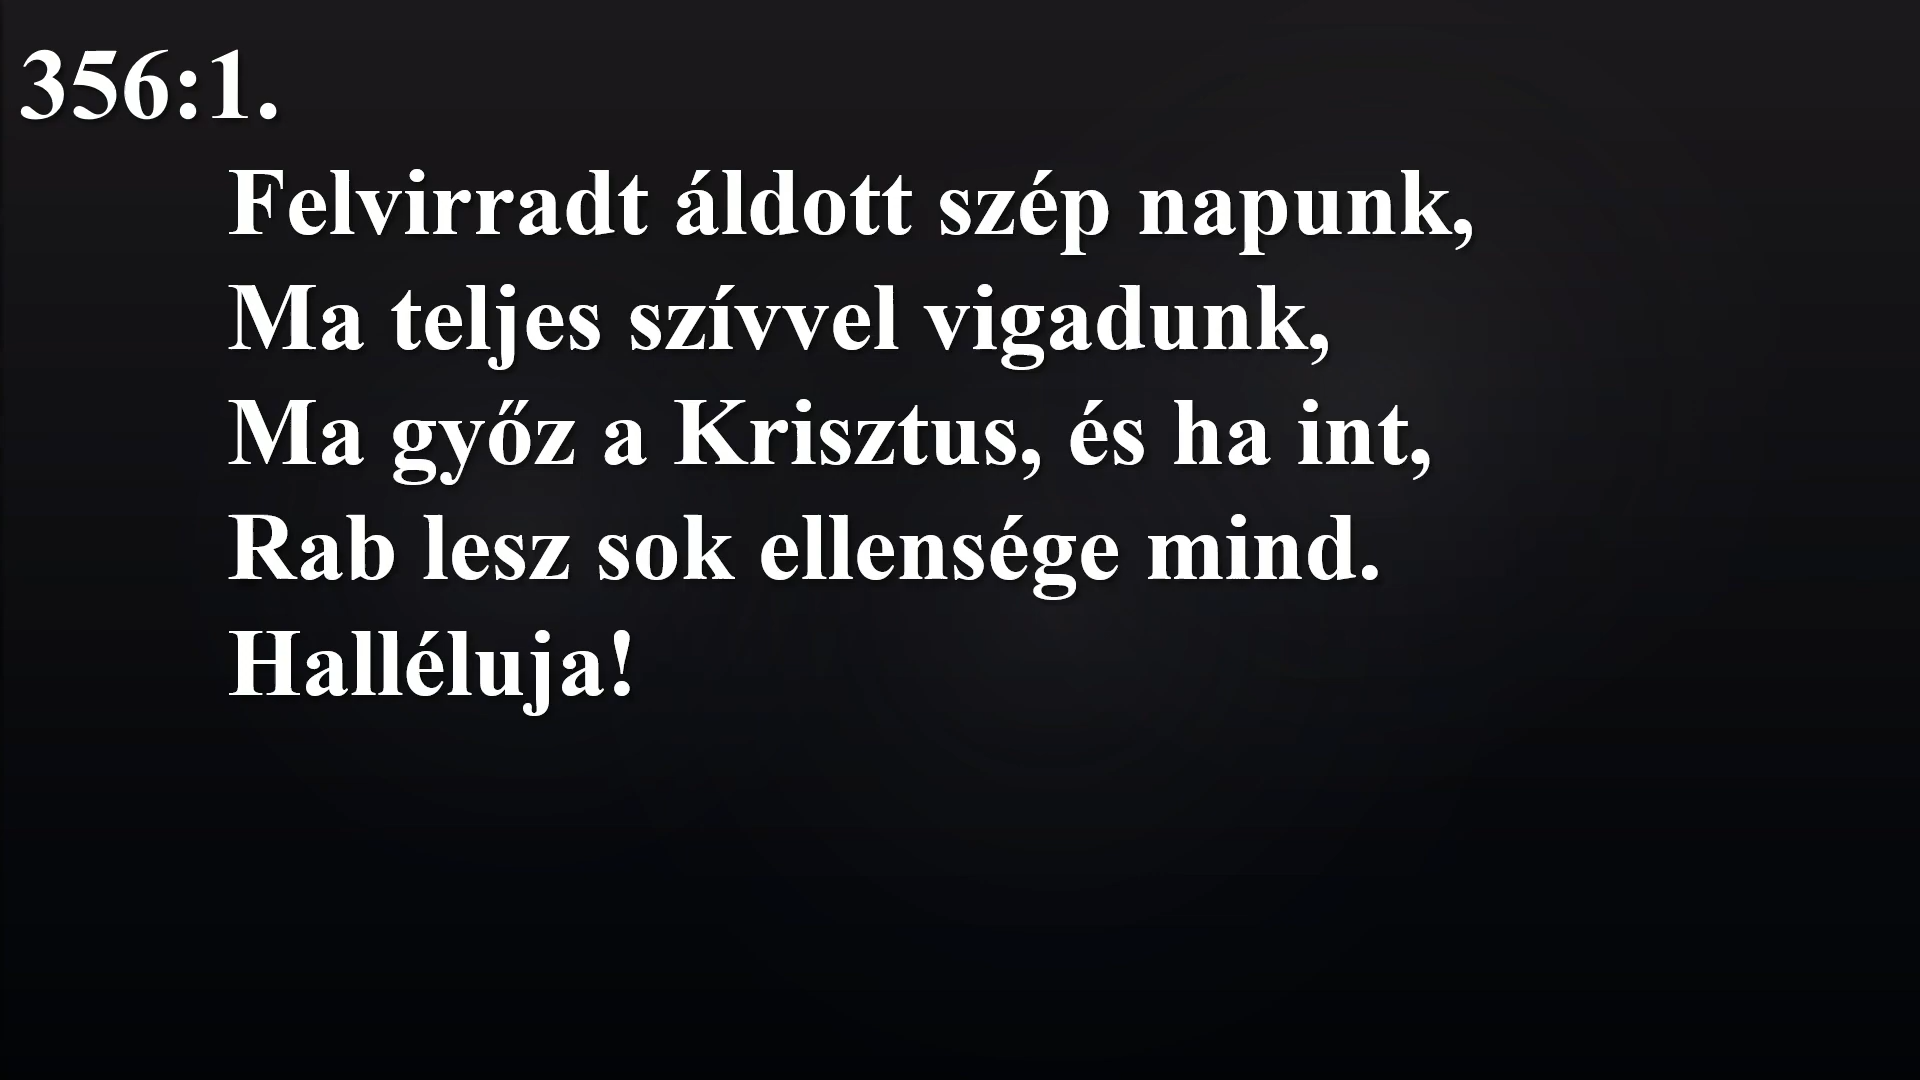 356:1.
Felvirradt áldott szép napunk,
Ma teljes szívvel vigadunk,
Ma győz a Krisztus, és ha int,
Rab lesz sok ellensége mind.
Halléluja!